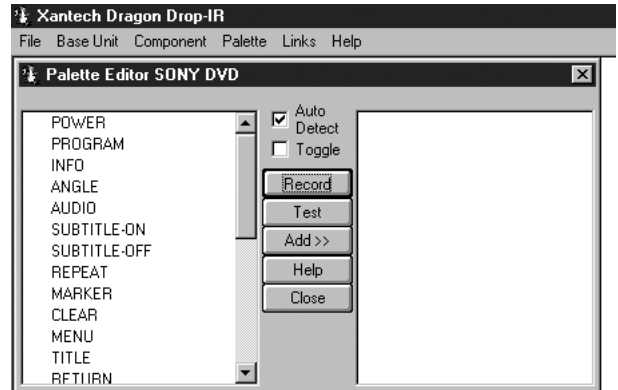 Xantech Dragon Drop-IR
File Base Unit Component Palette Links Help
Palette Editor SONY DVD
POWER
PROGRAM
INFO
ANGLE
AUDIO
SUBTITLE-ON
SUBTITLE-OFF
REPEAT
MARKER
CLEAR
MENU
TITLE
RETURN
Auto
Detect
Toggle
Record
Test
Add >>
Help
Close